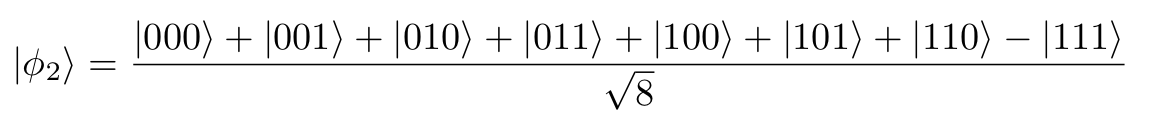 |ϕ₂⟩ = (|000⟩ + |001⟩ + |010⟩ + |011⟩ + |100⟩ + |101⟩ + |110⟩ − |111⟩) / √8